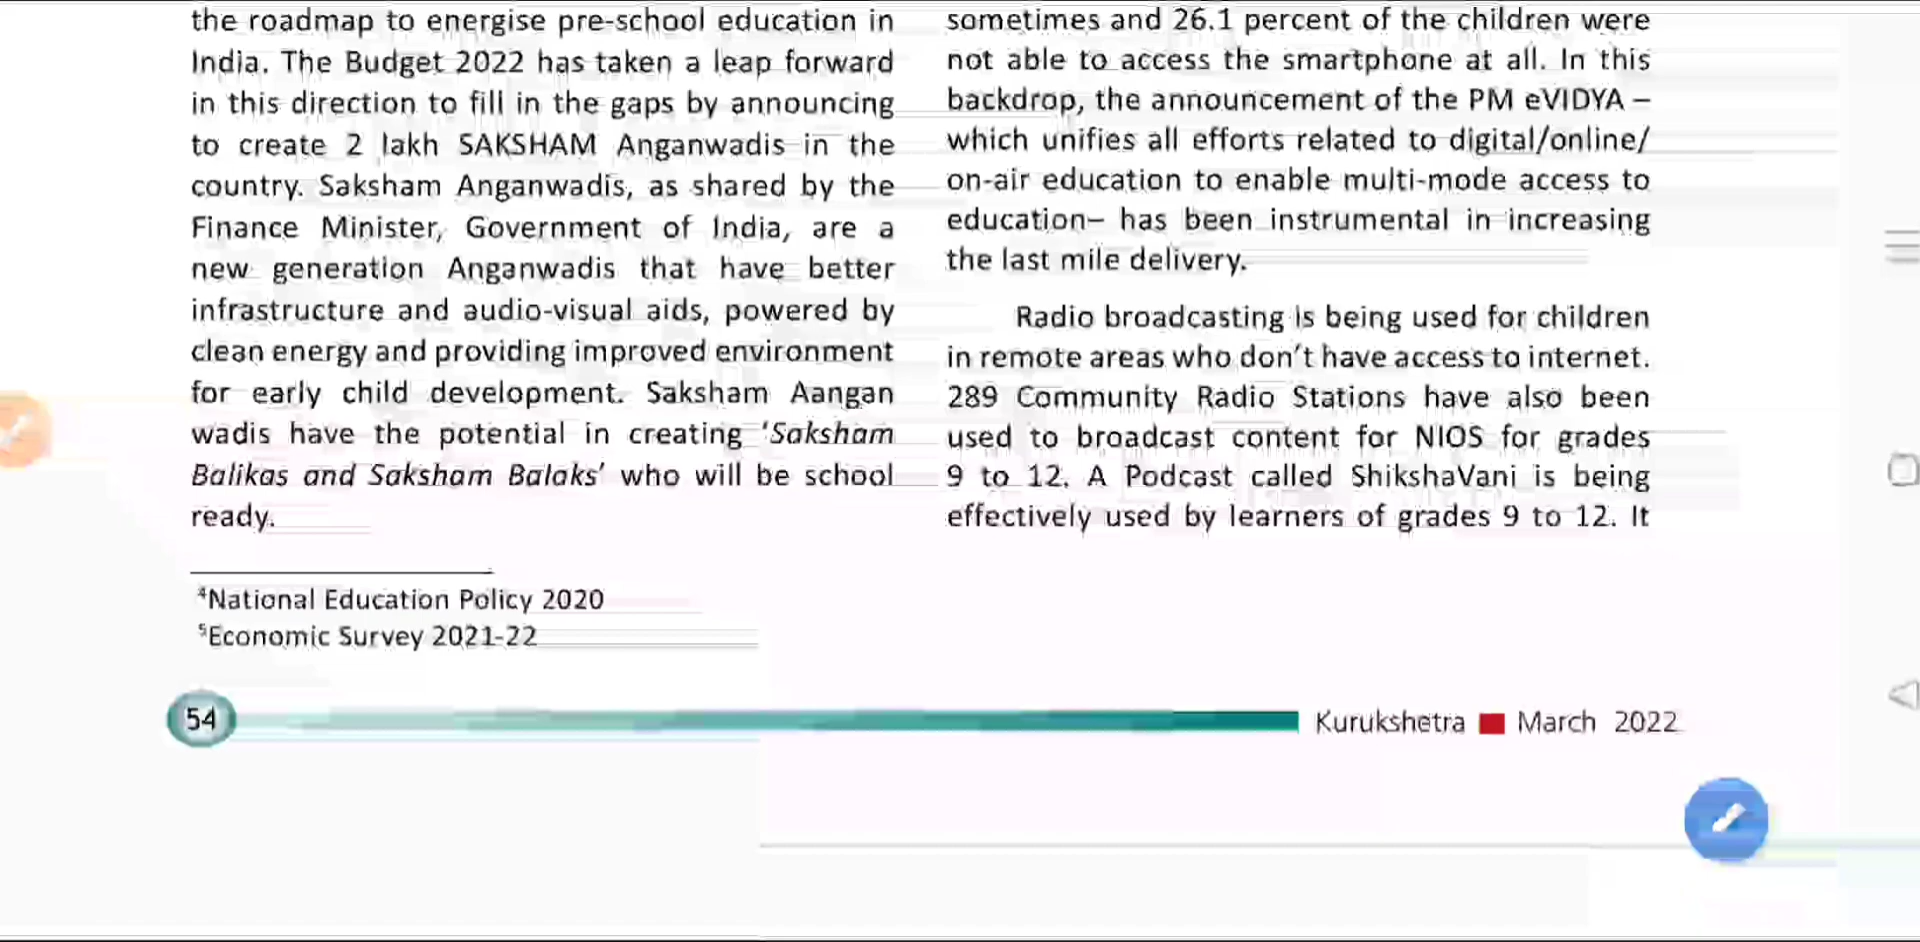 the roadmap to energise pre-school education in
India. The Budget 2022 has taken a leap forward
in this direction to fill in the gaps by announcing
to create 2 lakh SAKSHAM Anganwadis in the
country. Saksham Anganwadis, as shared by the
Finance Minister, Government of India, are a
new generation Anganwadis that have better
infrastructure and audio-visual aids, powered by
clean energy and providing improved environment
for early child development. Saksham Aangan
wadis have the potential in creating 'Saksham
Balikas and Saksham Balaks' who will be school
ready.
⁴National Education Policy 2020
⁵Economic Survey 2021-22
sometimes and 26.1 percent of the children were
not able to access the smartphone at all. In this
backdrop, the announcement of the PM eVIDYA –
which unifies all efforts related to digital/online/
on-air education to enable multi-mode access to
education– has been instrumental in increasing
the last mile delivery.
Radio broadcasting is being used for children
in remote areas who don't have access to internet.
289 Community Radio Stations have also been
used to broadcast content for NIOS for grades
9 to 12. A Podcast called ShikshaVani is being
effectively used by learners of grades 9 to 12. It
54
Kurukshetra March 2022